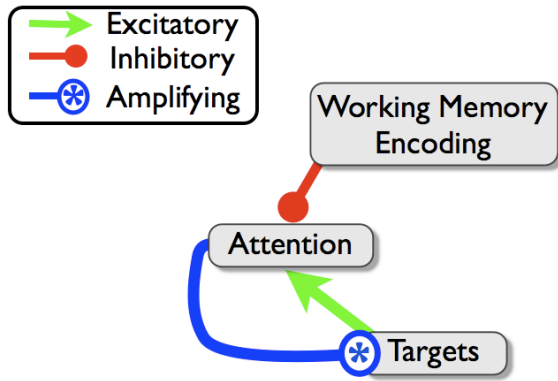 Excitatory
Inhibitory
Amplifying
Working Memory
Encoding
Attention
Targets